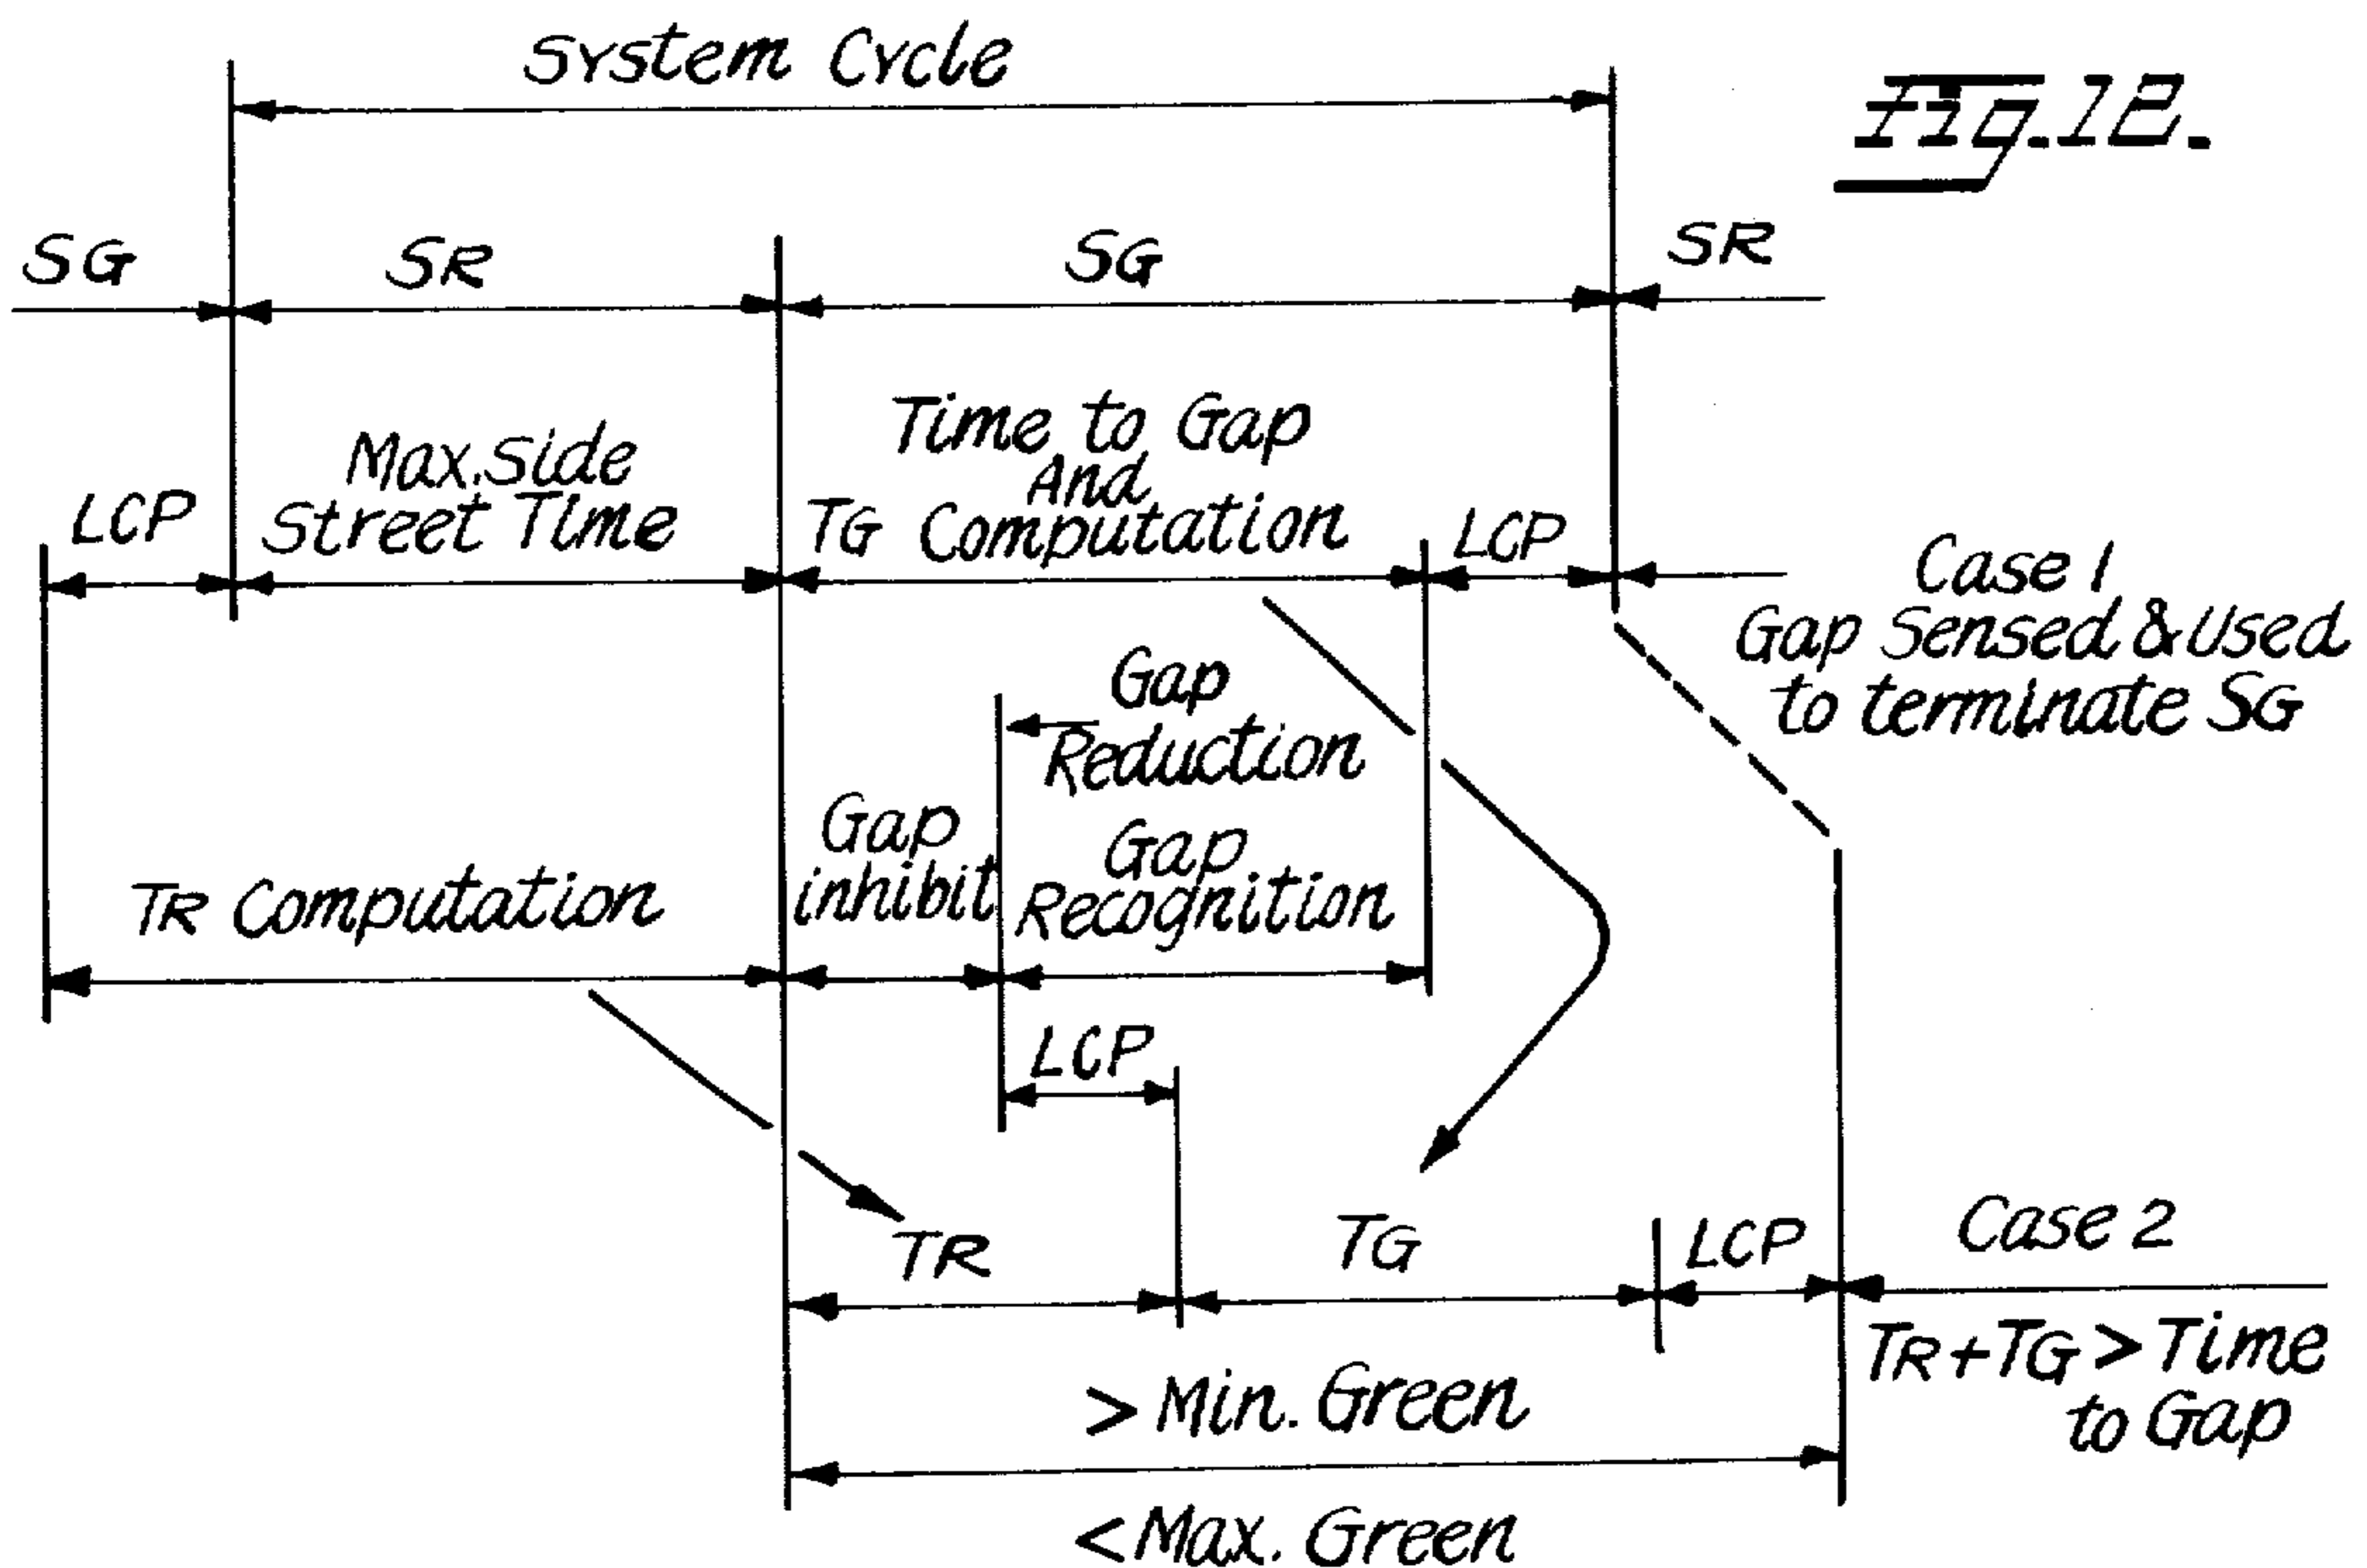 System Cycle
Fig.18.
SG
SR
SG
SR
LCP
Max. Side
Street Time
Time to Gap
And
TG Computation
LCP
Case 1
Gap Sensed & Used
to terminate SG
Gap
Reduction
Gap
inhibit
Gap
Recognition
TR Computation
LCP
TR
TG
LCP
Case 2
TR+TG > Time
to Gap
> Min. Green
< Max. Green